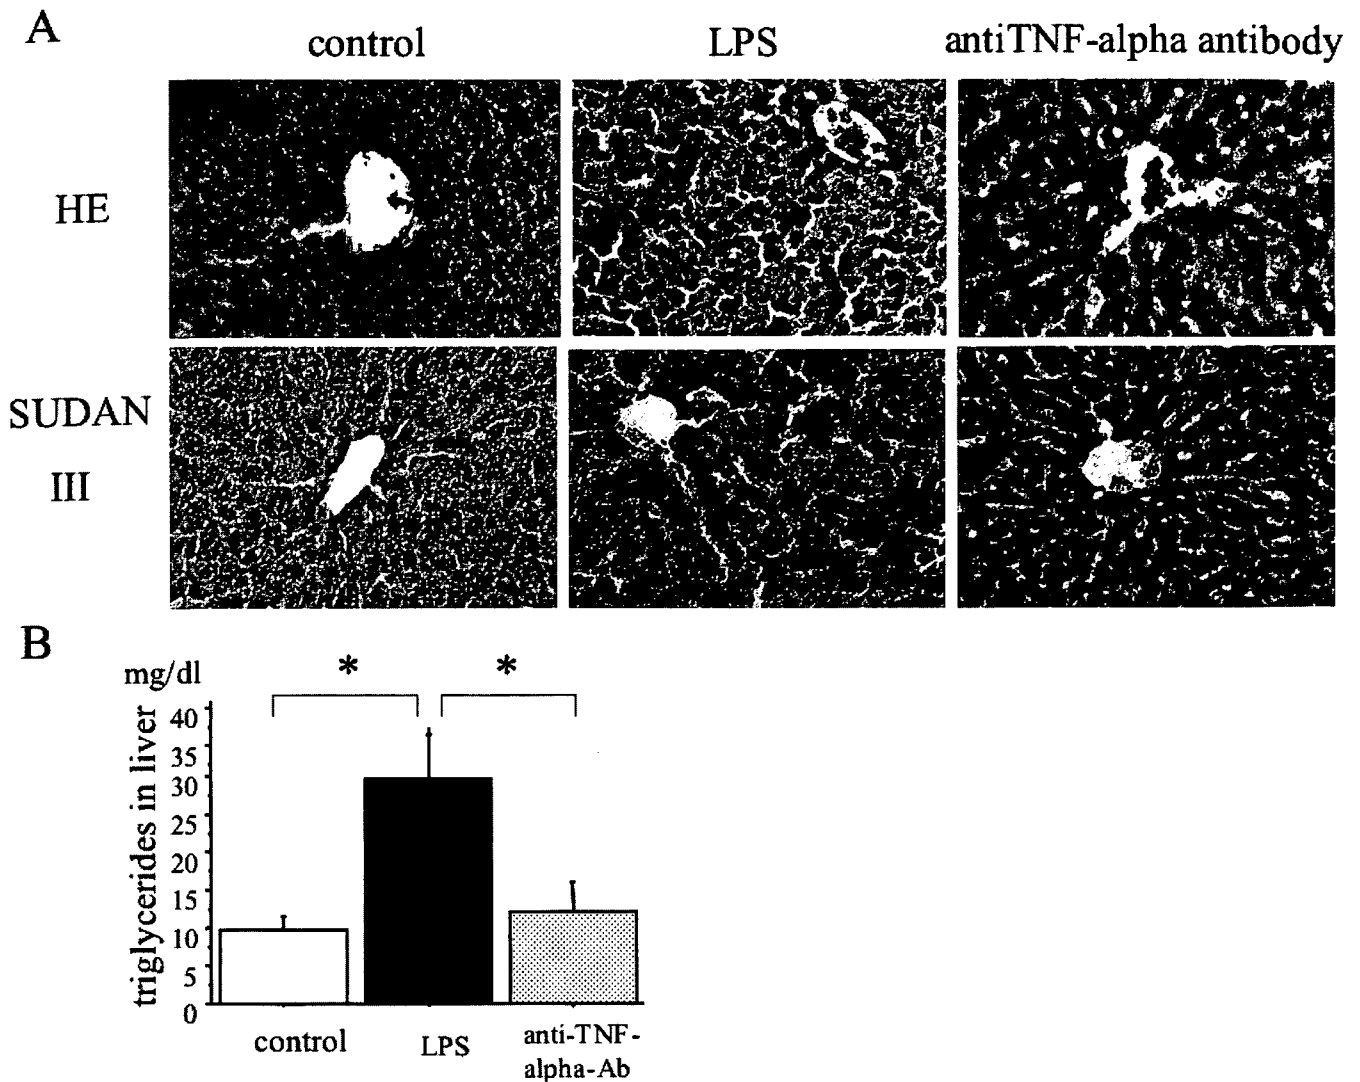 A
control
LPS
antiTNF-alpha antibody
HE
SUDAN
III
B
mg/dl
*
*
triglycerides in liver
40
35
30
25
20
15
10
5
0
control
LPS
anti-TNF-
alpha-Ab